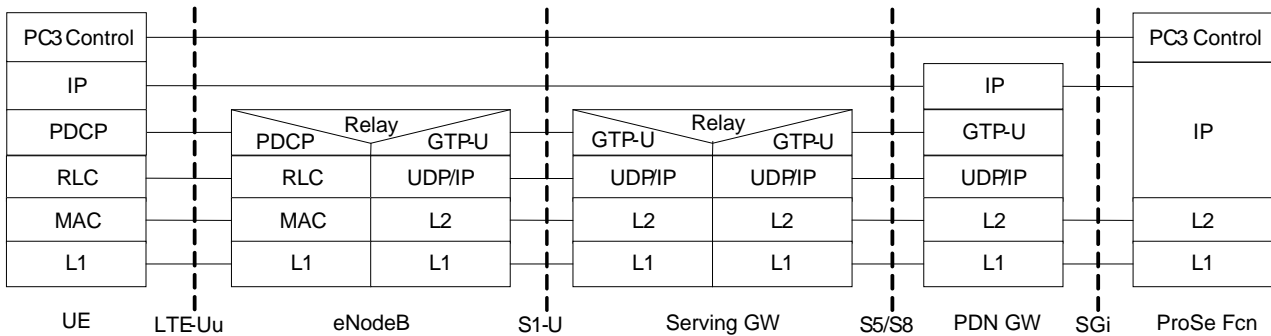 PC3 Control PC3 Control
IP IP
Relay Relay
PDCP PDCP GTP-U GTP-U GTP-U GTP-U IP
RLC RLC UDP/IP UDP/IP UDP/IP UDP/IP
MAC MAC L2 L2 L2 L2 L2
L1 L1 L1 L1 L1 L1 L1
UE LTE-Uu eNodeB S1-U Serving GW S5/S8 PDN GW SGi ProSe Fcn